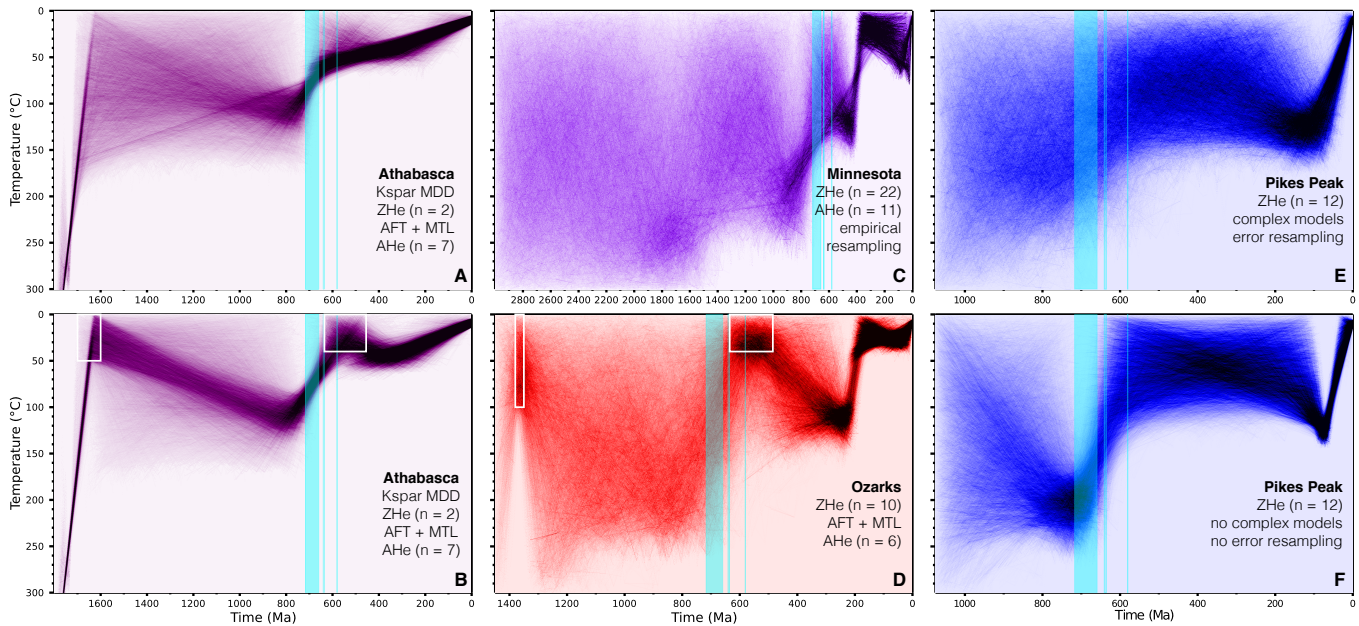 0
50
100
150
200
250
300
Temperature (°C)
1600
1400
1200
1000
800
600
400
200
0
Athabasca
Kspar MDD
ZHe (n = 2)
AFT + MTL
AHe (n = 7)
A
2800 2600 2400 2200 2000 1800 1600 1400 1200 1000 800 600 400 200 0
Minnesota
ZHe (n = 22)
AHe (n = 11)
empirical
resampling
C
1000 800 600 400 200 0
Pikes Peak
ZHe (n = 12)
complex models
error resampling
E
0
50
100
150
200
250
300
Temperature (°C)
1600 1400 1200 1000 800 600 400 200 0
Time (Ma)
Athabasca
Kspar MDD
ZHe (n = 2)
AFT + MTL
AHe (n = 7)
B
1400 1200 1000 800 600 400 200 0
Time (Ma)
Ozarks
ZHe (n = 10)
AFT + MTL
AHe (n = 6)
D
1000 800 600 400 200 0
Time (Ma)
Pikes Peak
ZHe (n = 12)
no complex models
no error resampling
F